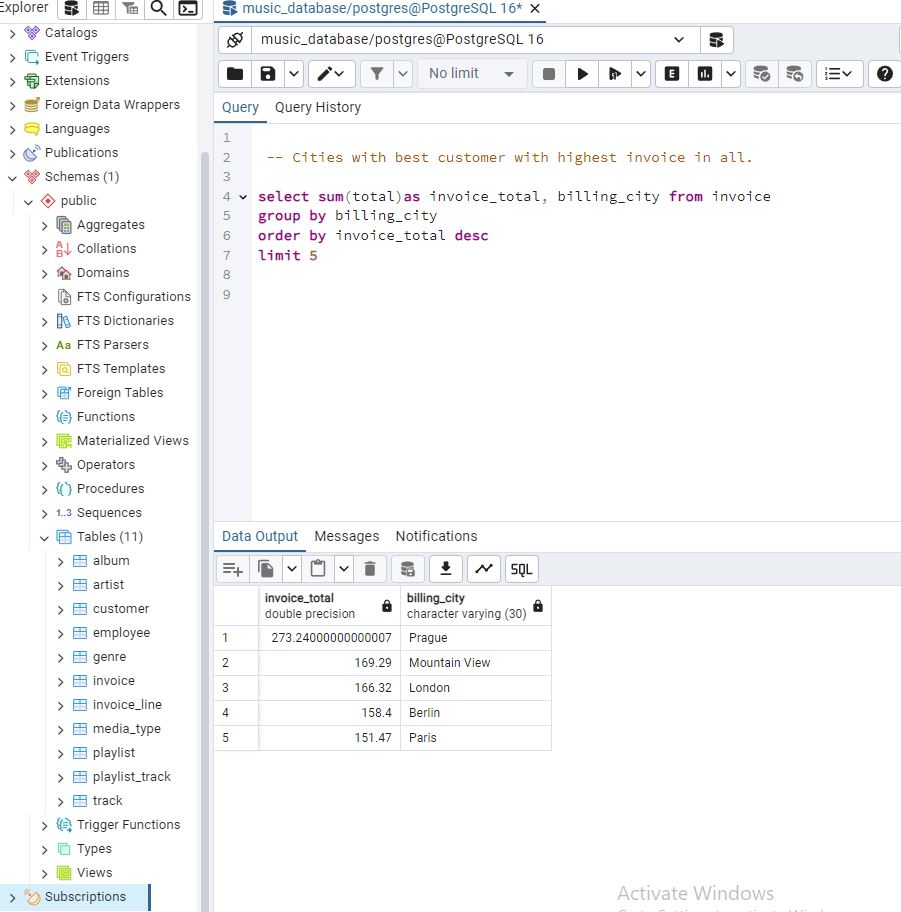 Explorer
Catalogs
Event Triggers
Extensions
Foreign Data Wrappers
Languages
Publications
Schemas (1)
public
Aggregates
Collations
Domains
FTS Configurations
FTS Dictionaries
Aa FTS Parsers
FTS Templates
Foreign Tables
Functions
Materialized Views
Operators
Procedures
1..3 Sequences
Tables (11)
album
artist
customer
employee
genre
invoice
invoice_line
media_type
playlist
playlist_track
track
Trigger Functions
Types
Views
Subscriptions
music_database/postgres@PostgreSQL 16*
music_database/postgres@PostgreSQL 16
No limit
E
Query Query History
1
2 -- Cities with best customer with highest invoice in all.
3
4 select sum(total)as invoice_total, billing_city from invoice
5 group by billing_city
6 order by invoice_total desc
7 limit 5
8
9
Data Output Messages Notifications
SQL
invoice_total billing_city
double precision character varying (30)
1 273.24000000000007 Prague
2 169.29 Mountain View
3 166.32 London
4 158.4 Berlin
5 151.47 Paris
Activate Windows